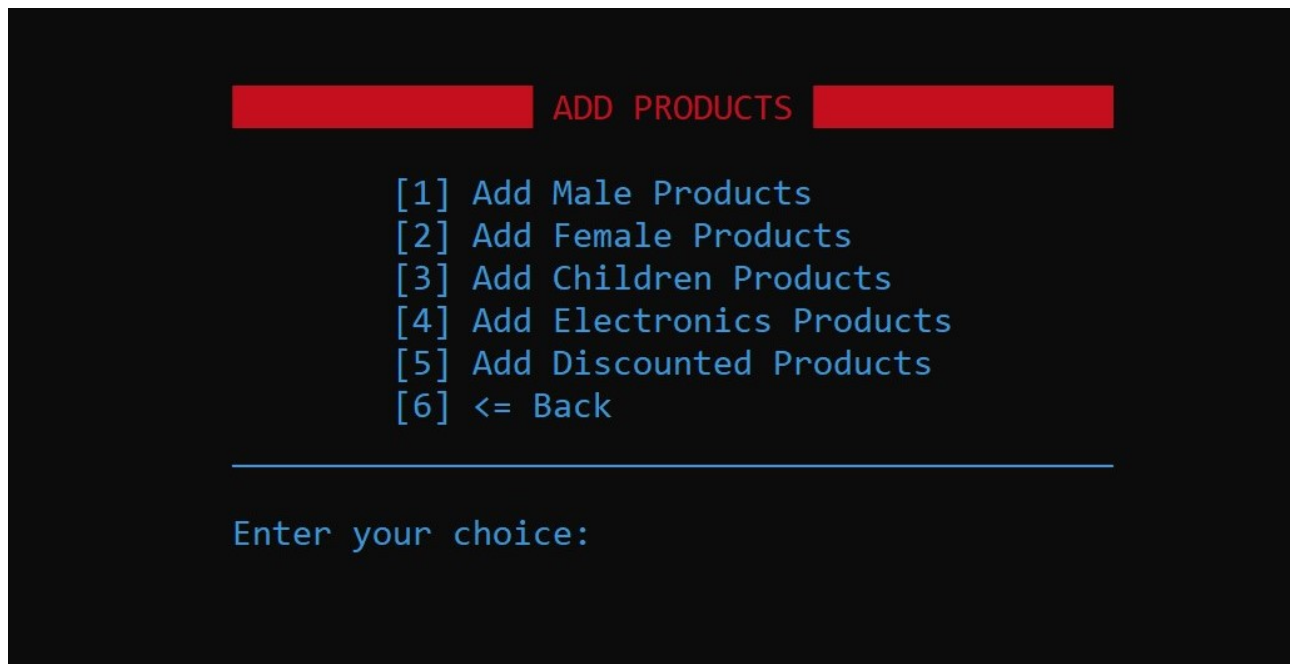 ADD PRODUCTS
[1] Add Male Products
[2] Add Female Products
[3] Add Children Products
[4] Add Electronics Products
[5] Add Discounted Products
[6] <= Back
Enter your choice: